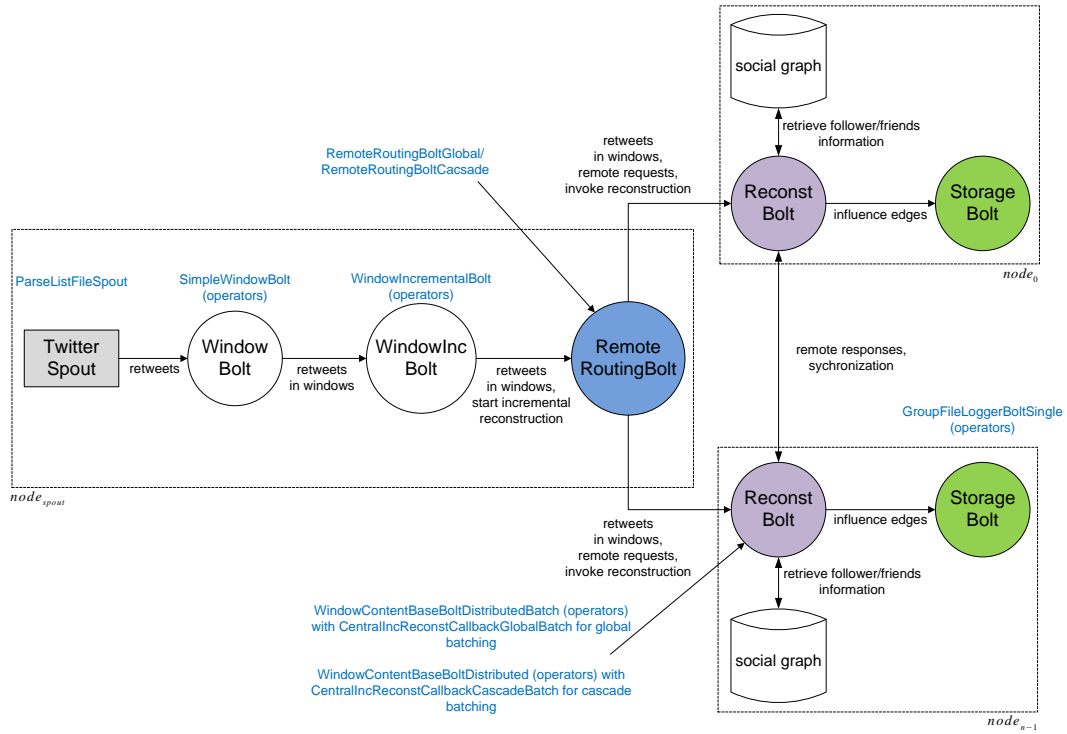 social graph
retrieve follower/friends
information
Reconst
Bolt
influence edges
Storage
Bolt
node0
retweets
in windows,
remote requests,
invoke reconstruction
RemoteRoutingBoltGlobal/
RemoteRoutingBoltCacsade
ParseListFileSpout
SimpleWindowBolt
(operators)
WindowIncrementalBolt
(operators)
Twitter
Spout
retweets
Window
Bolt
retweets
in windows
WindowInc
Bolt
retweets
in windows,
start incremental
reconstruction
Remote
RoutingBolt
nodespout
remote responses,
sychronization
GroupFileLoggerBoltSingle
(operators)
retweets
in windows,
remote requests,
invoke reconstruction
Reconst
Bolt
influence edges
Storage
Bolt
retrieve follower/friends
information
social graph
noden-1
WindowContentBaseBoltDistributedBatch (operators)
with CentralIncReconstCallbackGlobalBatch for global
batching
WindowContentBaseBoltDistributed (operators) with
CentralIncReconstCallbackCascadeBatch for cascade
batching